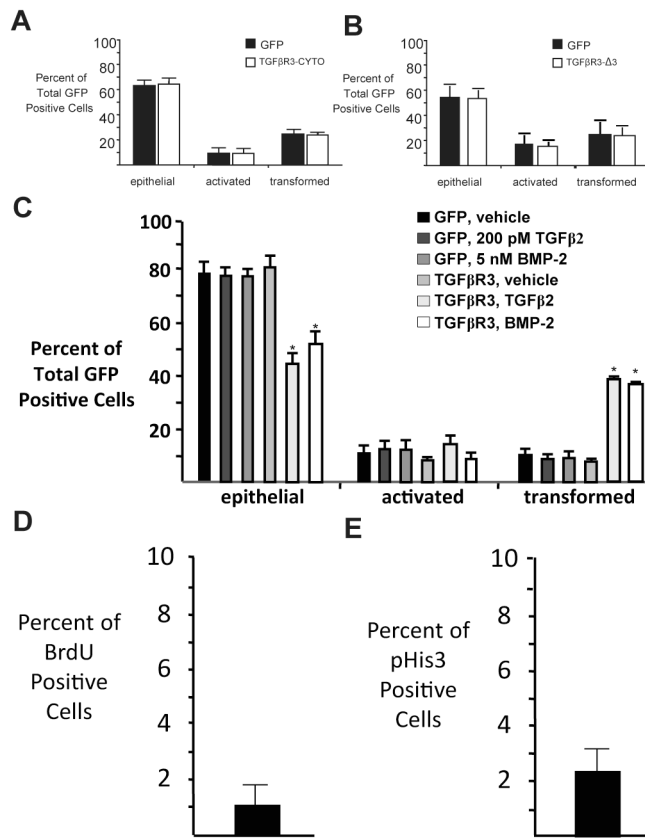 A
100
80
60
40
20
Percent of
Total GFP
Positive Cells
GFP
TGFβR3-CYTO
epithelial activated transformed
B
100
80
60
40
20
Percent of
Total GFP
Positive Cells
GFP
TGFβR3-Δ3
epithelial activated transformed
C
100
80
60
40
20
Percent of
Total GFP
Positive Cells
GFP, vehicle
GFP, 200 pM TGFβ2
GFP, 5 nM BMP-2
TGFβR3, vehicle
TGFβR3, TGFβ2
TGFβR3, BMP-2
* *
* *
epithelial activated transformed
D
10
8
6
4
2
Percent of
BrdU
Positive
Cells
E
10
8
6
4
2
Percent of
pHis3
Positive
Cells